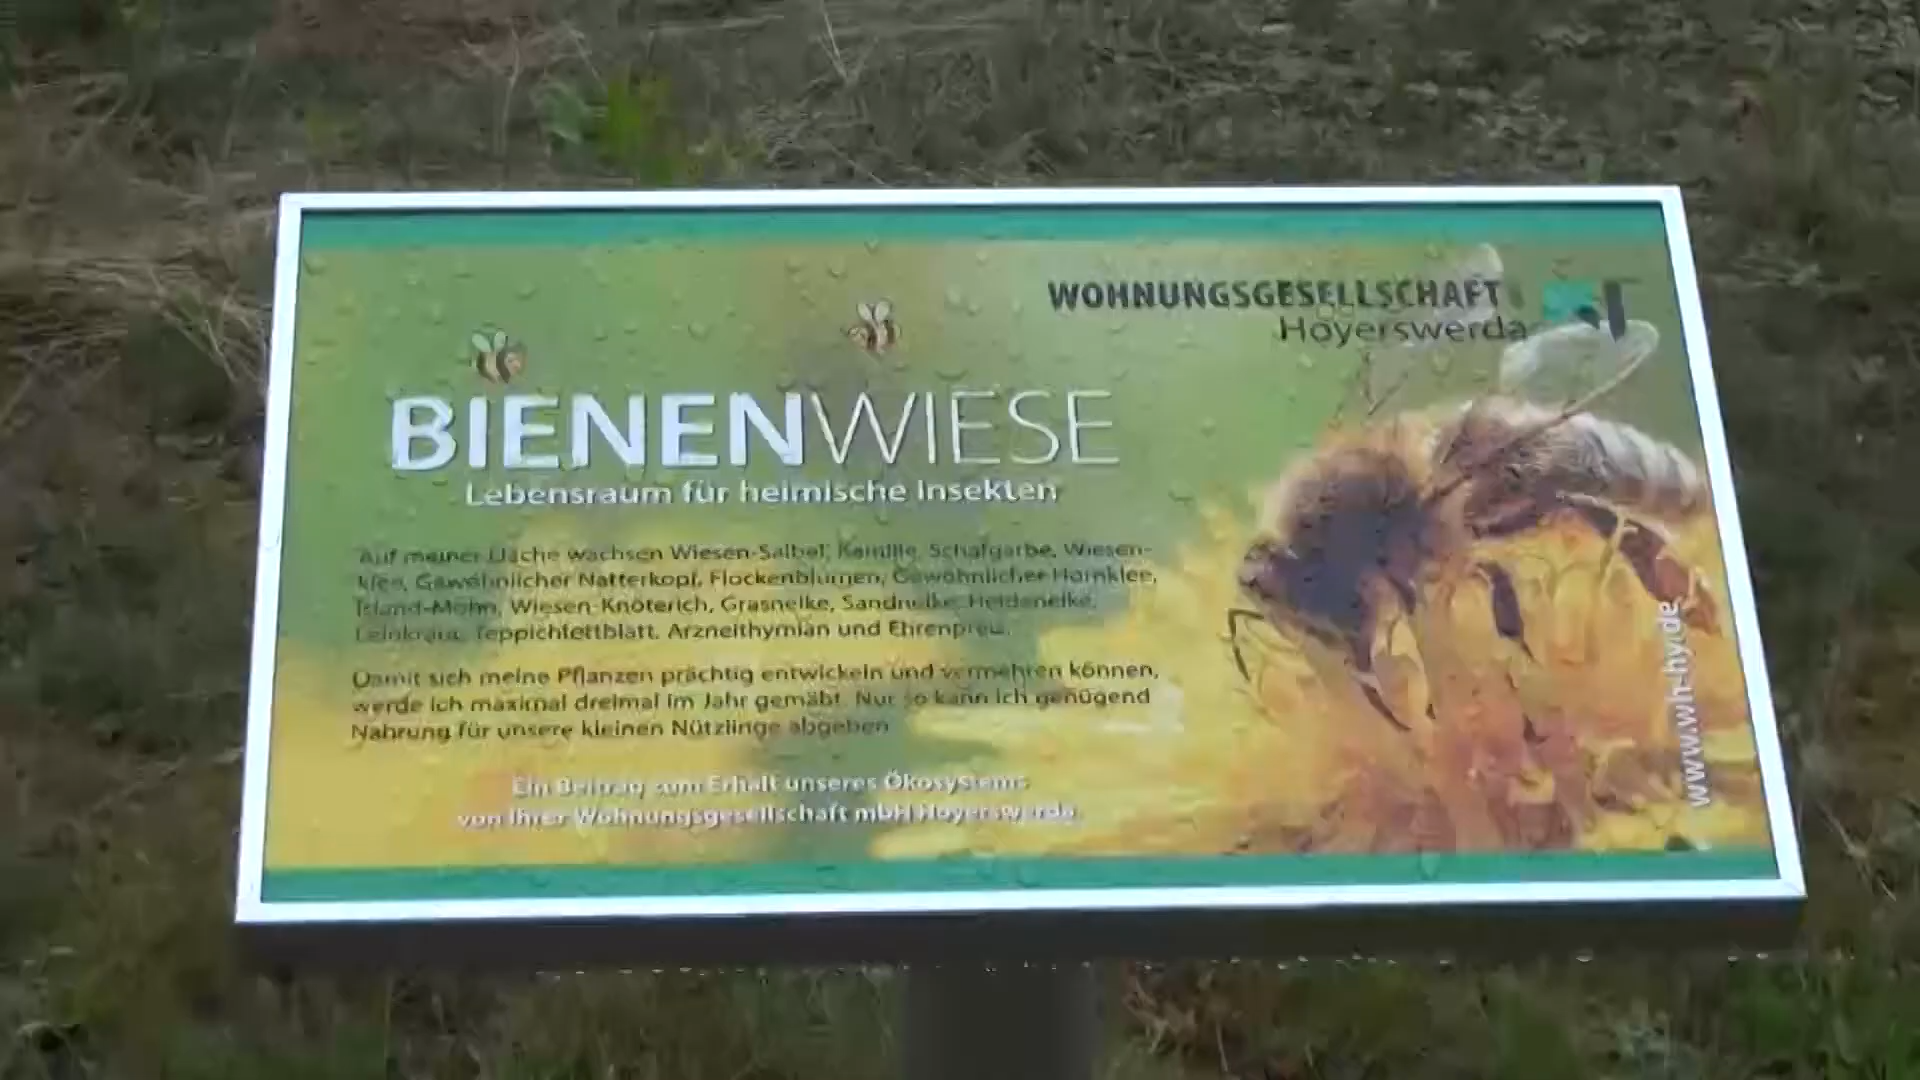 WOHNUNGSGESELLSCHAFT
Hoyerswerda
BIENENWIESE
Lebensraum für heimische Insekten
Auf meiner Fläche wachsen Wiesen-Salbei, Kamille, Schafgarbe, Wiesen-
klee, Gewöhnlicher Natterkopf, Flockenblumen, Gewöhnlicher Hornklee,
Island-Mohn, Wiesen-Knöterich, Grasnelke, Sandnelke, Heidenelke,
Leinkraut, Teppichfettblatt, Arzneithymian und Ehrenpreis.
Damit sich meine Pflanzen prächtig entwickeln und vermehren können,
werde ich maximal dreimal im Jahr gemäht. Nur so kann ich genügend
Nahrung für unsere kleinen Nützlinge abgeben.
Ein Beitrag zum Erhalt unseres Ökosystems
von Ihrer Wohnungsgesellschaft mbH Hoyerswerda.
www.wh-hy.de